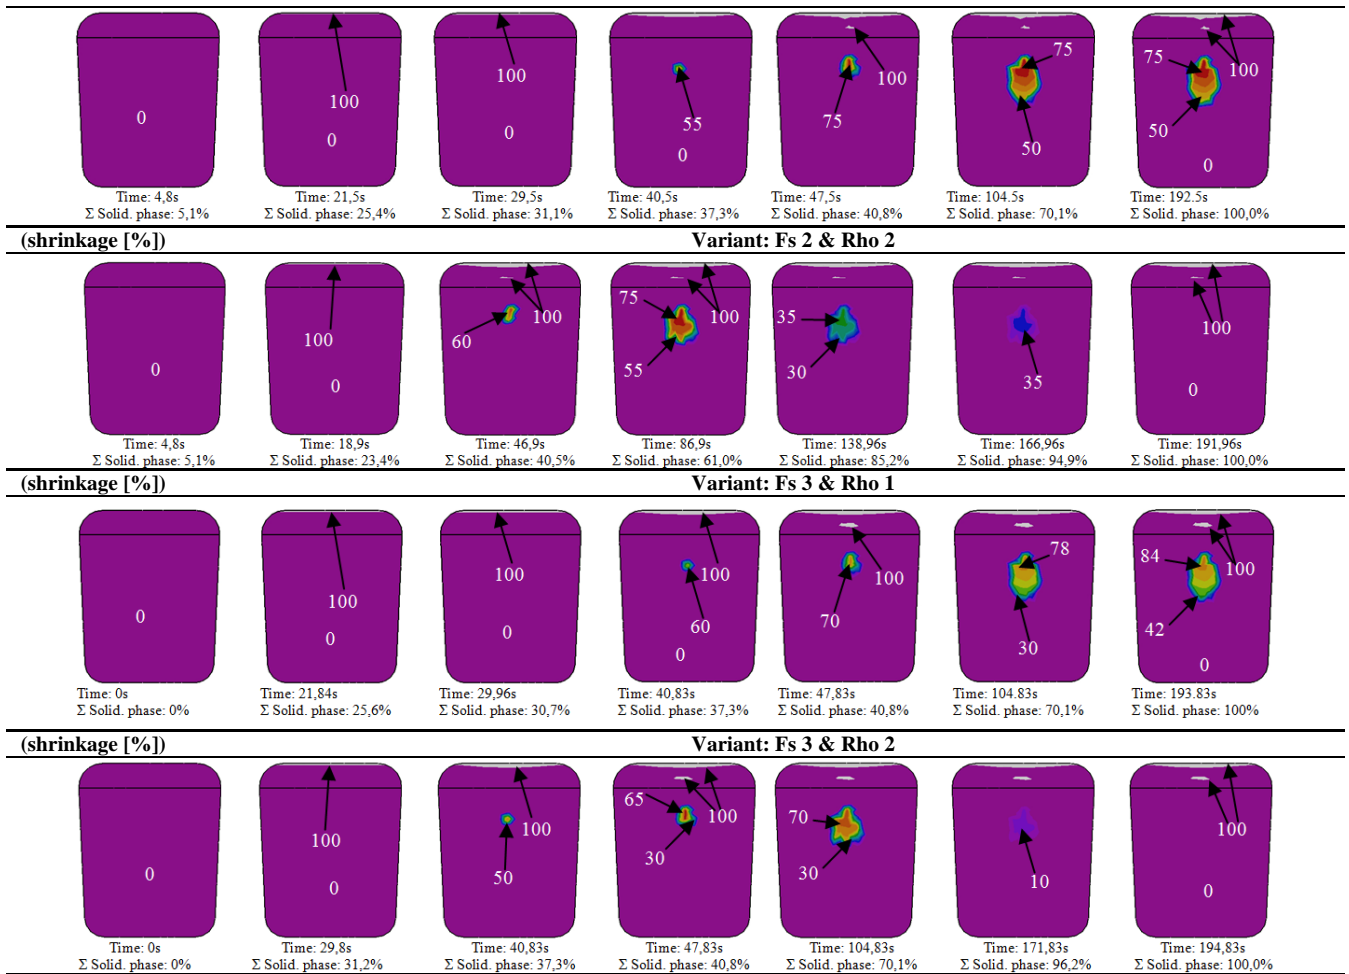 0
100
0
100
0
55
0
100
75
75
50
75
100
50
0
Time: 4,8s
Σ Solid. phase: 5,1%
Time: 21,5s
Σ Solid. phase: 25,4%
Time: 29,5s
Σ Solid. phase: 31,1%
Time: 40,5s
Σ Solid. phase: 37,3%
Time: 47,5s
Σ Solid. phase: 40,8%
Time: 104.5s
Σ Solid. phase: 70,1%
Time: 192.5s
Σ Solid. phase: 100,0%
(shrinkage [%]) Variant: Fs 2 & Rho 2
0
100
0
100
60
75
100
55
35
30
35
100
0
Time: 4,8s
Σ Solid. phase: 5,1%
Time: 18,9s
Σ Solid. phase: 23,4%
Time: 46,9s
Σ Solid. phase: 40,5%
Time: 86,9s
Σ Solid. phase: 61,0%
Time: 138,96s
Σ Solid. phase: 85,2%
Time: 166,96s
Σ Solid. phase: 94,9%
Time: 191,96s
Σ Solid. phase: 100,0%
(shrinkage [%]) Variant: Fs 3 & Rho 1
0
100
0
100
0
100
60
0
100
70
78
30
84
100
42
0
Time: 0s
Σ Solid. phase: 0%
Time: 21,84s
Σ Solid. phase: 25,6%
Time: 29,96s
Σ Solid. phase: 30,7%
Time: 40,83s
Σ Solid. phase: 37,3%
Time: 47,83s
Σ Solid. phase: 40,8%
Time: 104.83s
Σ Solid. phase: 70,1%
Time: 193.83s
Σ Solid. phase: 100%
(shrinkage [%]) Variant: Fs 3 & Rho 2
0
100
0
100
50
65
100
30
70
30
10
100
0
Time: 0s
Σ Solid. phase: 0%
Time: 29,8s
Σ Solid. phase: 31,2%
Time: 40,83s
Σ Solid. phase: 37,3%
Time: 47,83s
Σ Solid. phase: 40,8%
Time: 104,83s
Σ Solid. phase: 70,1%
Time: 171,83s
Σ Solid. phase: 96,2%
Time: 194,83s
Σ Solid. phase: 100,0%